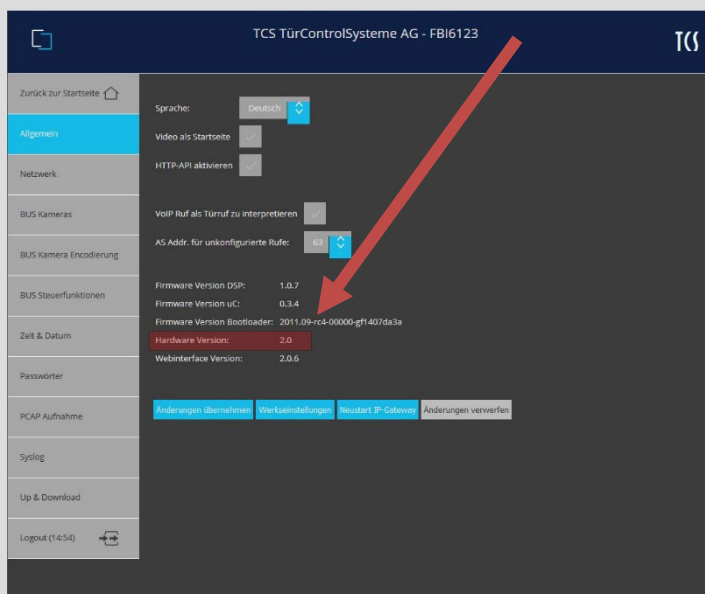 TCS TürControlSysteme AG - FBI6123
TCS
Zurück zur Startseite
Allgemein
Netzwerk
BUS Kameras
BUS Kamera Encodierung
BUS Steuerfunktionen
Zeit & Datum
Passwörter
PCAP Aufnahme
Syslog
Up & Download
Logout (14:54)
Sprache: Deutsch
Video als Startseite
HTTP-API aktivieren
VoIP Ruf als Türruf zu interpretieren
AS Addr. für unkonfigurierte Rufe: 63
Firmware Version DSP: 1.0.7
Firmware Version uC: 0.3.4
Firmware Version Bootloader: 2011.09-rc4-00000-gf1407da3a
Hardware Version: 2.0
Webinterface Version: 2.0.6
Änderungen übernehmen Werkseinstellungen Neustart IP-Gateway Änderungen verwerfen